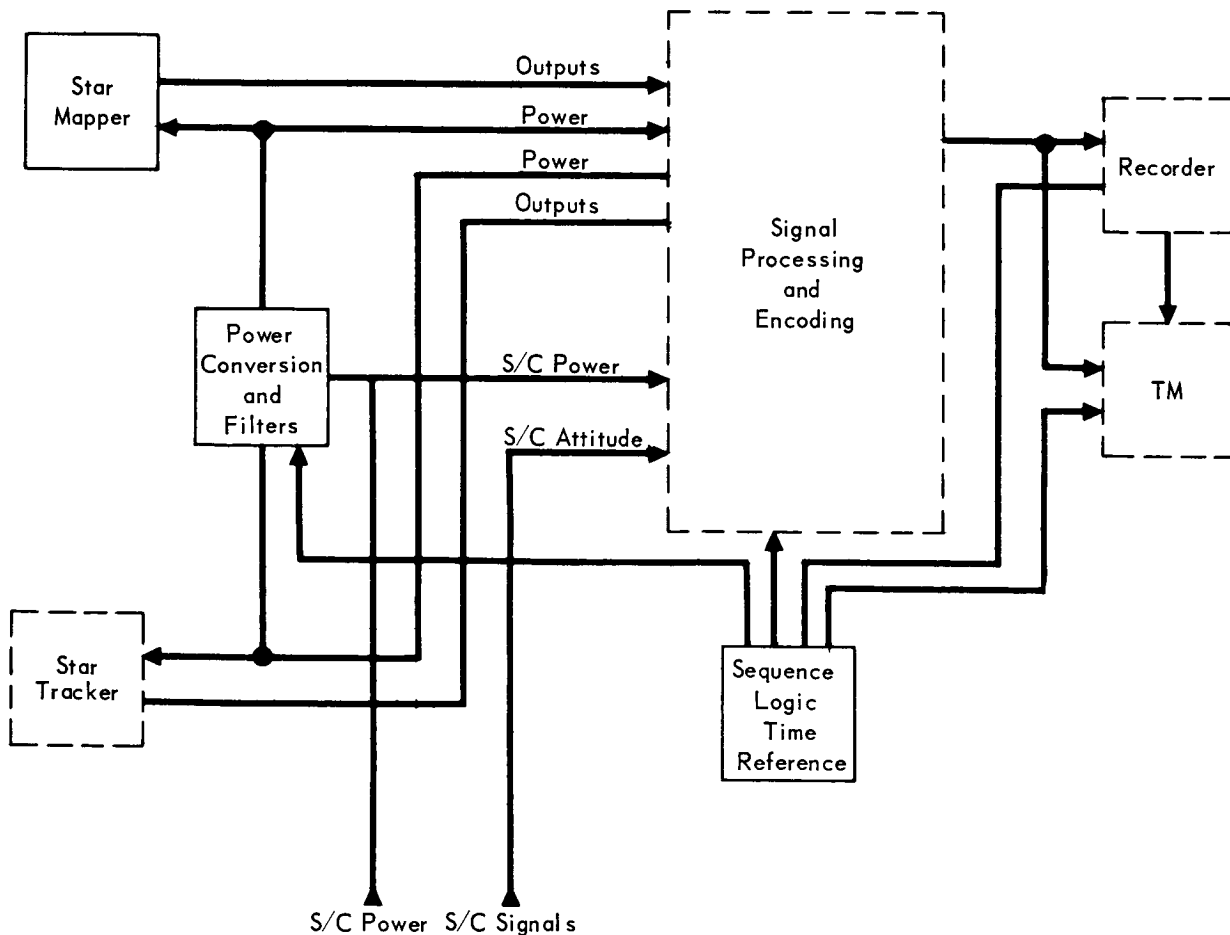 Star
Mapper
Outputs
Power
Power
Outputs
Signal
Processing
and
Encoding
Recorder
TM
Power
Conversion
and
Filters
S/C Power
S/C Attitude
Star
Tracker
Sequence
Logic
Time
Reference
S/C Power
S/C Signals